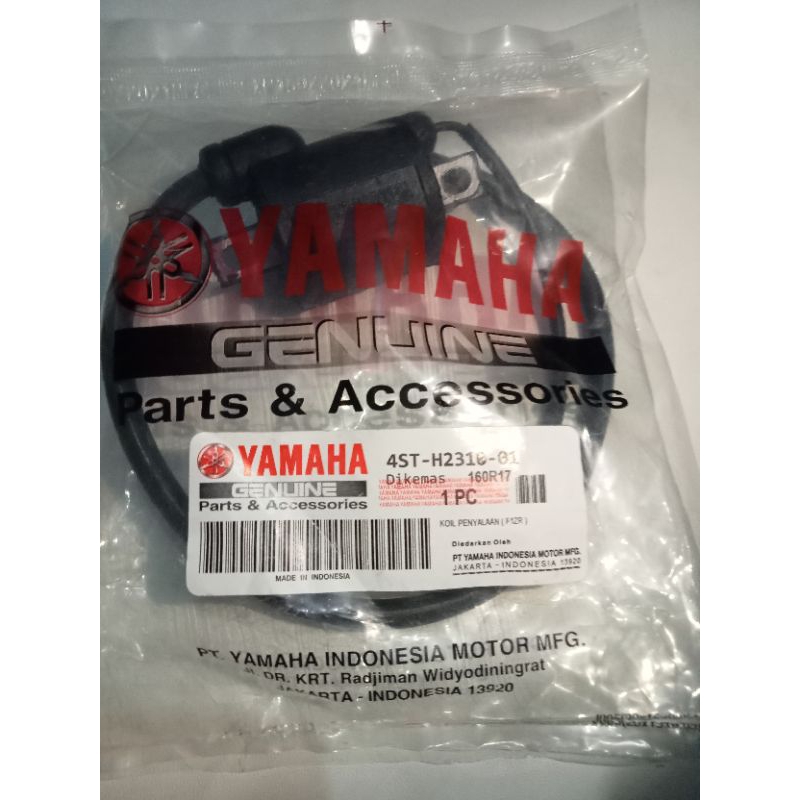 YAMAHA
GENUINE
Parts & Accessories
YAMAHA
GENUINE
Parts & Accessories
MADE IN INDONESIA
4ST-H2310-01
Dikemas 160R17
1 PC
KOIL PENYALAAN ( F1ZR )
Diedarkan Oleh
PT YAMAHA INDONESIA MOTOR MFG.
JAKARTA - INDONESIA 13920
PT. YAMAHA INDONESIA MOTOR MFG.
Jl. DR. KRT. Radjiman Widyodiningrat
JAKARTA - INDONESIA 13920